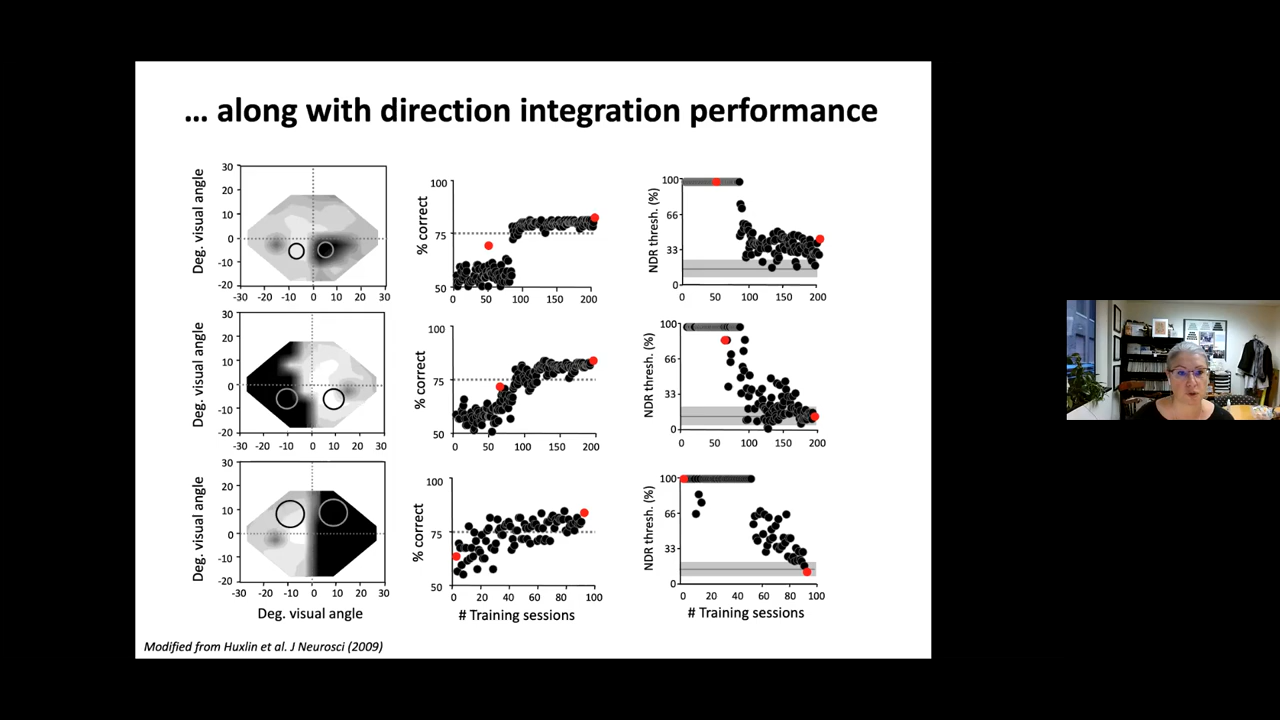 ... along with direction integration performance
Deg. visual angle
30
20
10
0
-10
-20
-30
-30 -20 -10 0 10 20 30
% correct
100
75
50
0 50 100 150 200
NDR thresh. (%)
100
66
33
0
0 50 100 150 200
Deg. visual angle
30
20
10
0
-10
-20
-30 -20 -10 0 10 20 30
% correct
100
75
50
0 50 100 150 200
NDR thresh. (%)
100
66
33
0
0 50 100 150 200
Deg. visual angle
30
20
10
0
-10
-20
-30 -20 -10 0 10 20 30
Deg. visual angle
% correct
100
75
50
0 20 40 60 80 100
# Training sessions
NDR thresh. (%)
100
66
33
0
0 20 40 60 80 100
# Training sessions
Modified from Huxlin et al. J Neurosci (2009)